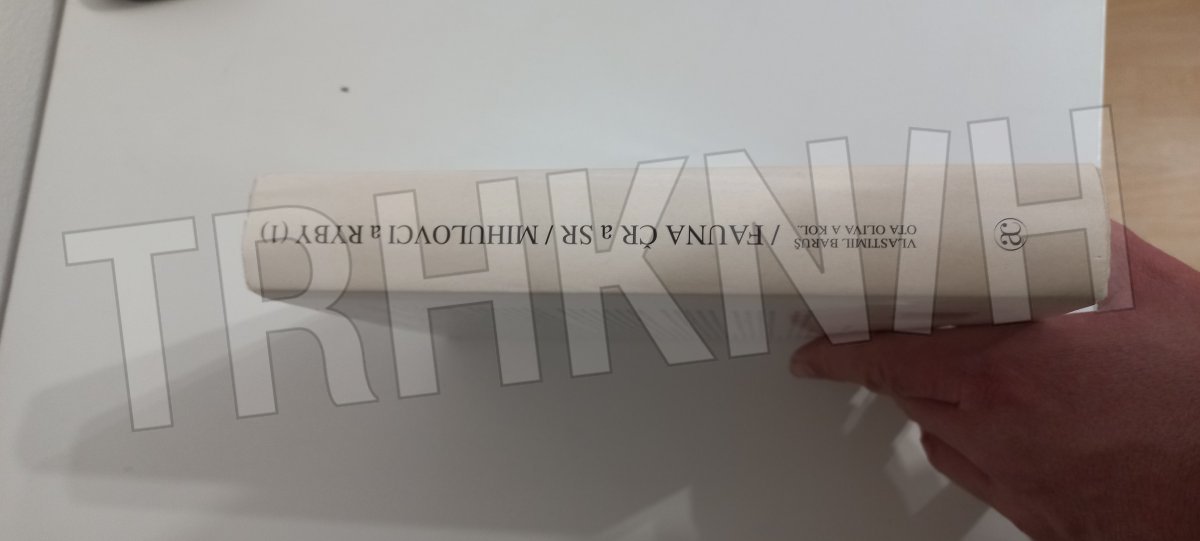 VLASTIMIL BARUŠ
OTA OLIVA A KOL.
/ FAUNA ČR a SR / MIHULOVCI a RYBY (1)
TRHKNIH